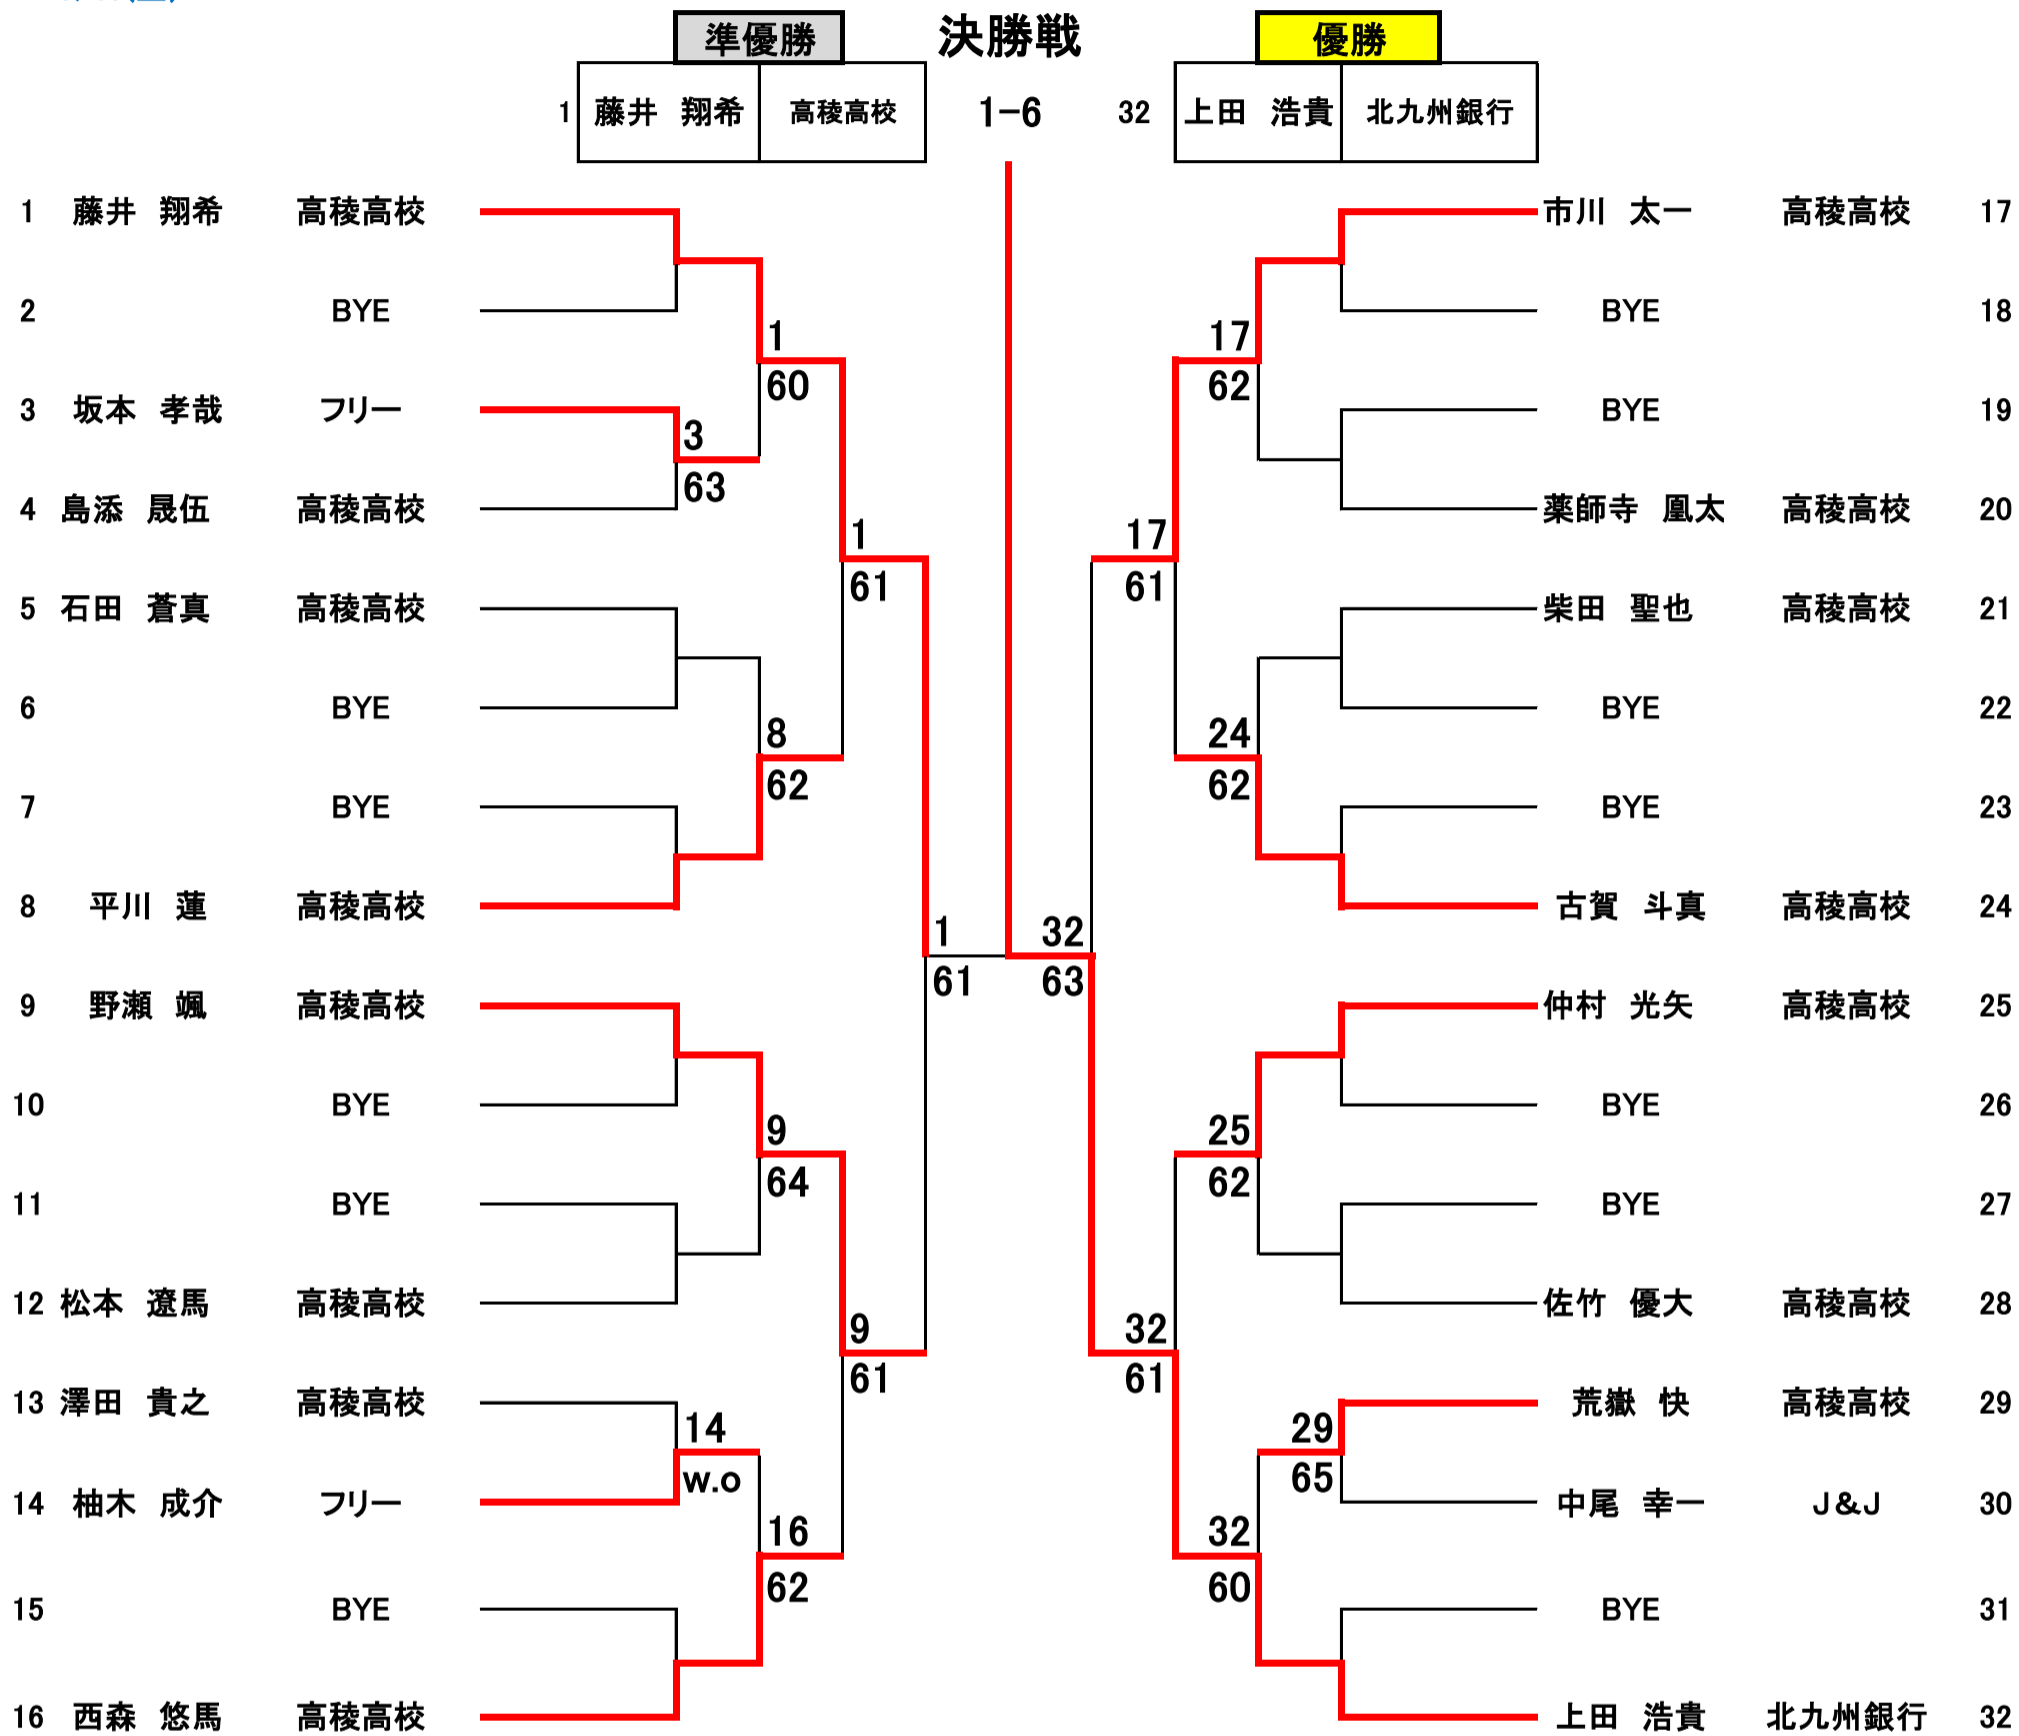 準優勝 決勝戦 優勝
1 藤井 翔希 高稜高校 1-6 32 上田 浩貴 北九州銀行
1 藤井 翔希 高稜高校 市川 太一 高稜高校 17
2 BYE BYE 18
1 17
60 62
3 坂本 孝哉 フリー BYE 19
3
63
4 島添 晟伍 高稜高校 薬師寺 凰太 高稜高校 20
1 17
61 61
5 石田 蒼真 高稜高校 柴田 聖也 高稜高校 21
6 BYE BYE 22
8 24
62 62
7 BYE BYE 23
8 平川 蓮 高稜高校 古賀 斗真 高稜高校 24
1 32
61 63
9 野瀬 颯 高稜高校 仲村 光矢 高稜高校 25
10 BYE BYE 26
9 25
64 62
11 BYE BYE 27
12 松本 遼馬 高稜高校 佐竹 優大 高稜高校 28
9 32
61 61
13 澤田 貴之 高稜高校 荒嶽 快 高稜高校 29
14 29
w.o 65
14 柚木 成介 フリー 中尾 幸一 J&J 30
16 32
62 60
15 BYE BYE 31
16 西森 悠馬 高稜高校 上田 浩貴 北九州銀行 32